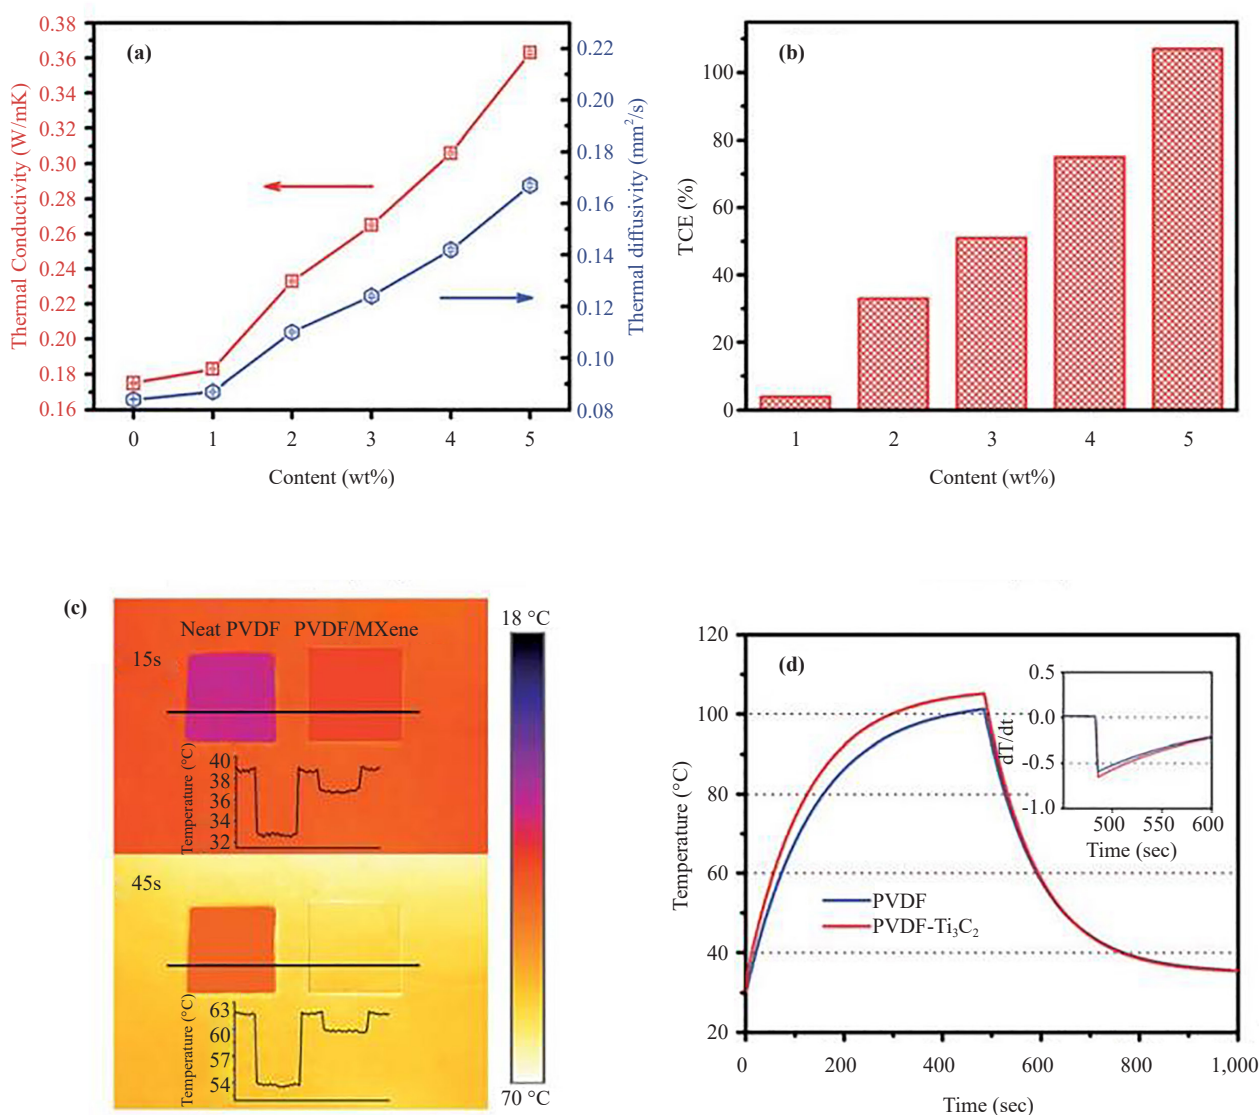 (a)
Thermal Conductivity (W/mK)
0.38
0.36
0.34
0.32
0.30
0.28
0.26
0.24
0.22
0.20
0.18
0.16
0.22
0.20
0.18
0.16
0.14
0.12
0.10
0.08
Thermal diffusivity (mm²/s)
0 1 2 3 4 5
Content (wt%)
(b)
TCE (%)
100
80
60
40
20
0
1 2 3 4 5
Content (wt%)
(c)
Neat PVDF PVDF/MXene
15s
Temperature (°C)
40
38
36
34
32
45s
Temperature (°C)
63
60
57
54
18 °C
70 °C
(d)
Temperature (°C)
120
100
80
60
40
20
0 200 400 600 800 1,000
Time (sec)
PVDF
PVDF-Ti₃C₂
dT/dt
0.5
0.0
-0.5
-1.0
500 550 600
Time (sec)